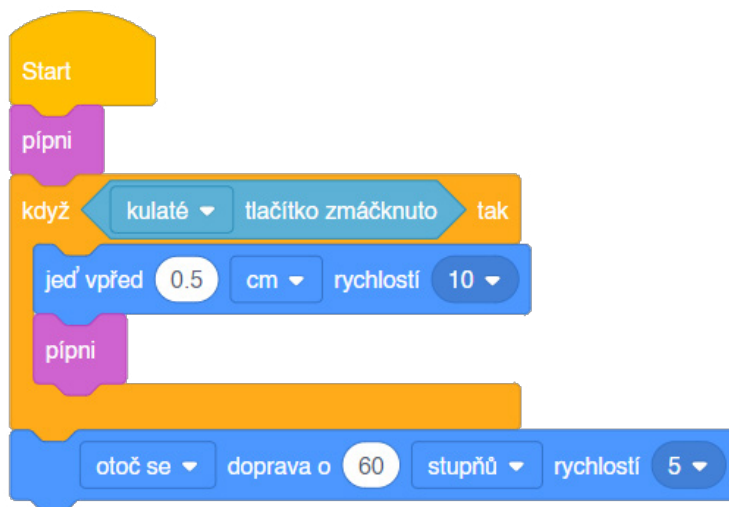 Start
pípni
když kulaté tlačítko zmáčknuto tak
jeď vpřed 0.5 cm rychlostí 10
pípni
otoč se doprava o 60 stupňů rychlostí 5